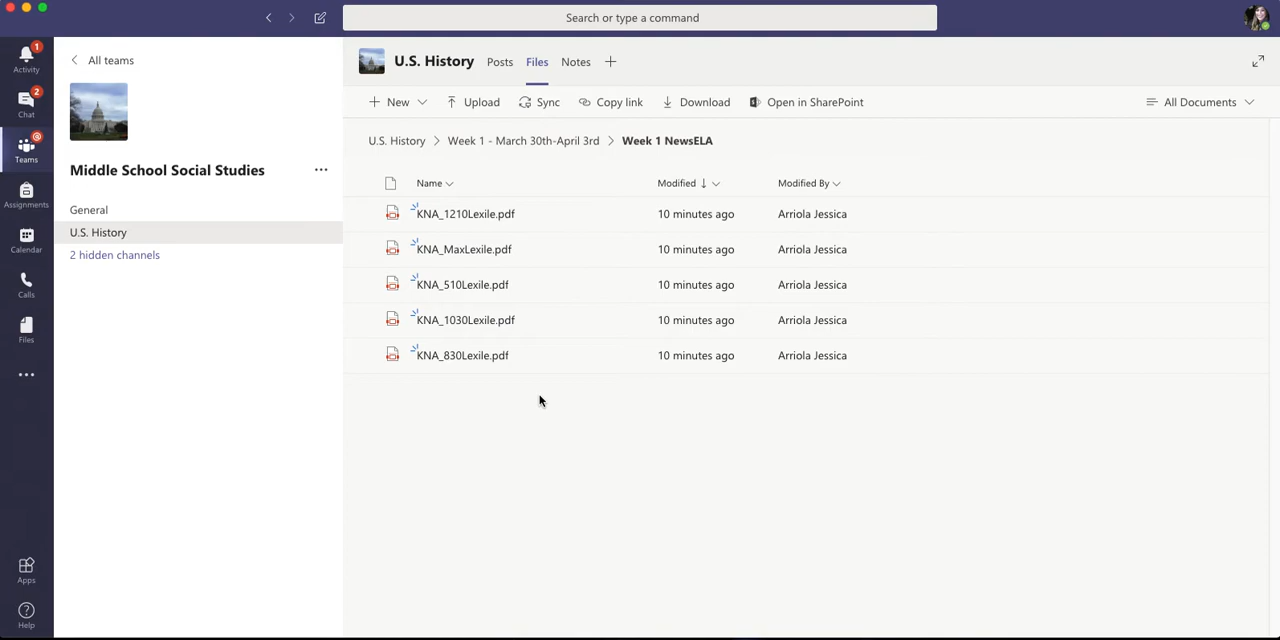 Search or type a command
1
Activity
2
Chat
Teams
Assignments
Calendar
Calls
Files
Apps
Help
All teams
Middle School Social Studies
General
U.S. History
2 hidden channels
U.S. History Posts Files Notes
New Upload Sync Copy link Download Open in SharePoint All Documents
U.S. History > Week 1 - March 30th-April 3rd > Week 1 NewsELA
Name Modified Modified By
KNA_1210Lexile.pdf 10 minutes ago Arriola Jessica
KNA_MaxLexile.pdf 10 minutes ago Arriola Jessica
KNA_510Lexile.pdf 10 minutes ago Arriola Jessica
KNA_1030Lexile.pdf 10 minutes ago Arriola Jessica
KNA_830Lexile.pdf 10 minutes ago Arriola Jessica